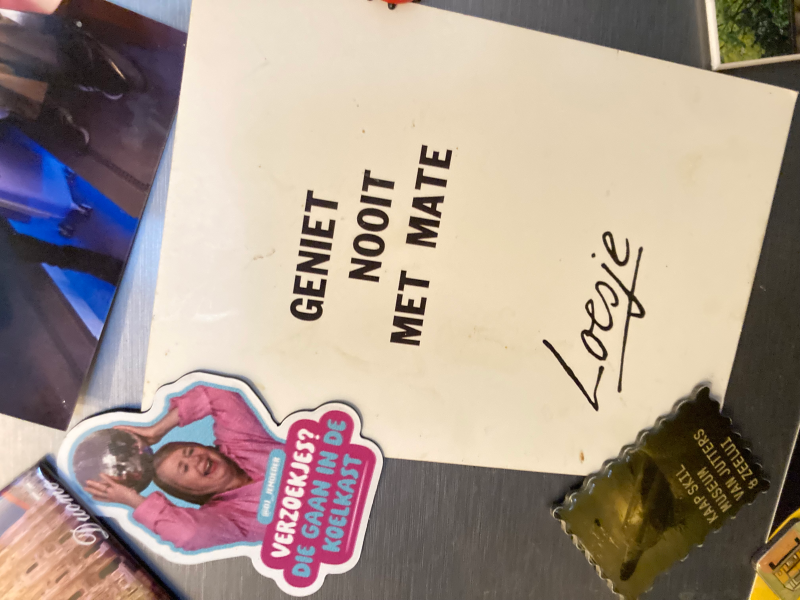 GENIET
NOOIT
MET MATE
Loesje
VERZOEKJES?
DIE GAAN IN DE
KOELKAST
KAAP SKIL
MUSEUM
VAN JUTTERS
& ZEELUI